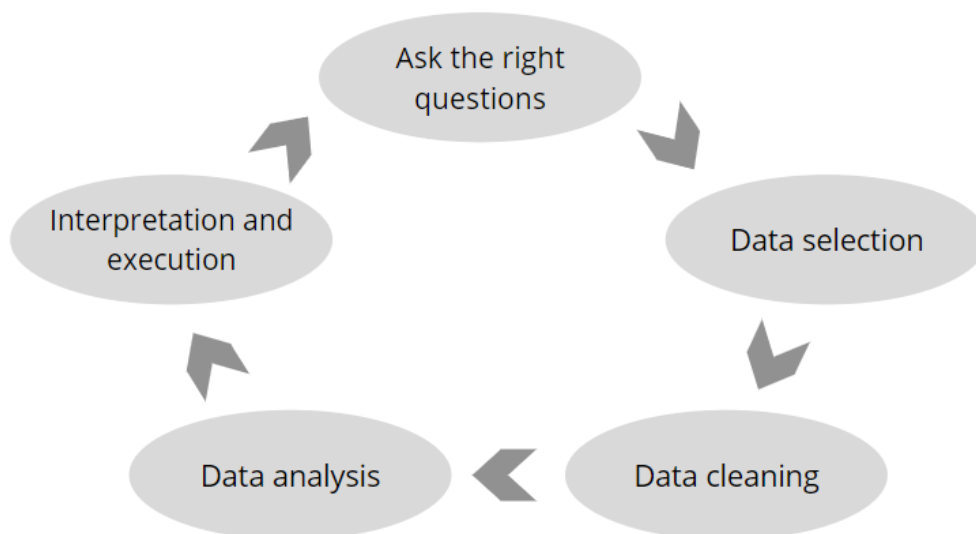 Ask the right
questions
Data selection
Data cleaning
Data analysis
Interpretation and
execution